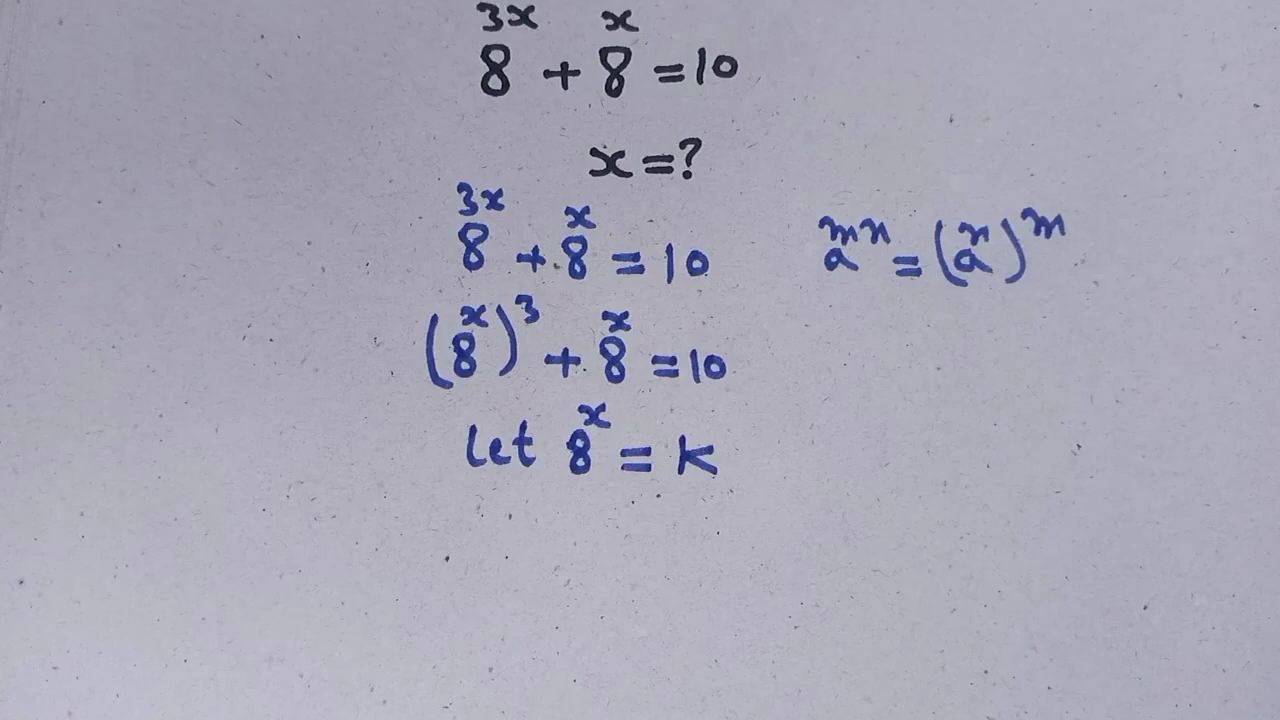 8^{3x} + 8^{x} = 10
x = ?
8^{3x} + 8^{x} = 10    a^{mn} = (a^{n})^{m}
(8^{x})^{3} + 8^{x} = 10
Let 8^{x} = K